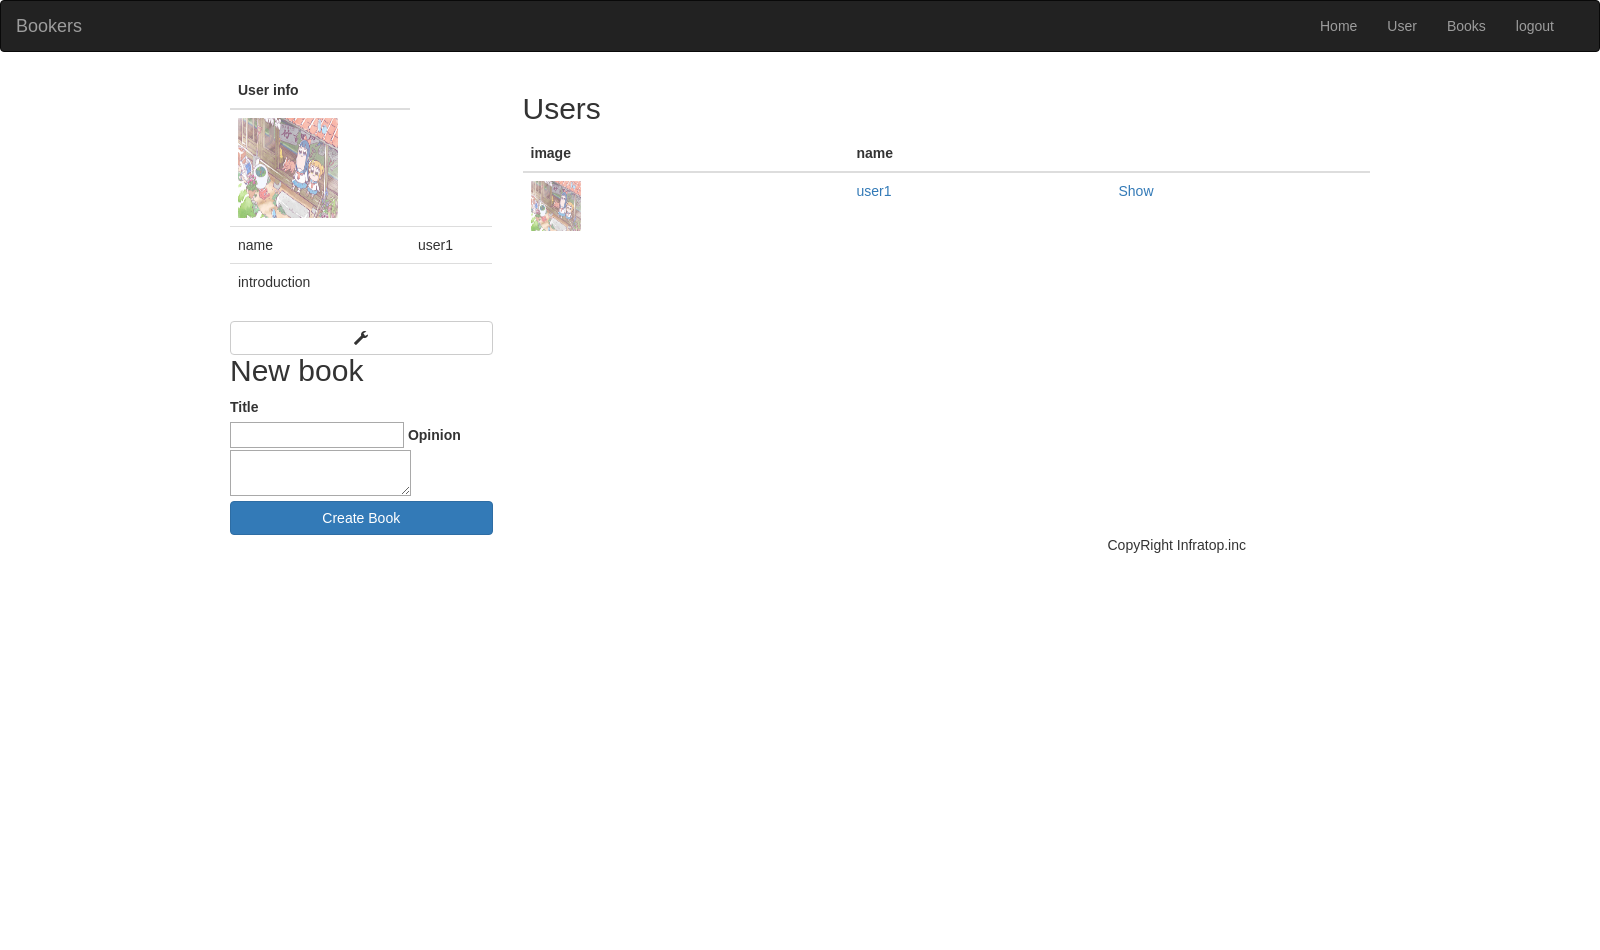 Bookers
Home User Books logout
User info
name user1
introduction
New book
Title
Opinion
Create Book
Users
image name
user1 Show
CopyRight Infratop.inc